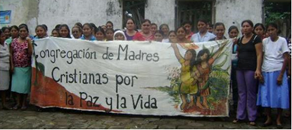 Congregación de Madres
Cristianas por
la Paz y la Vida